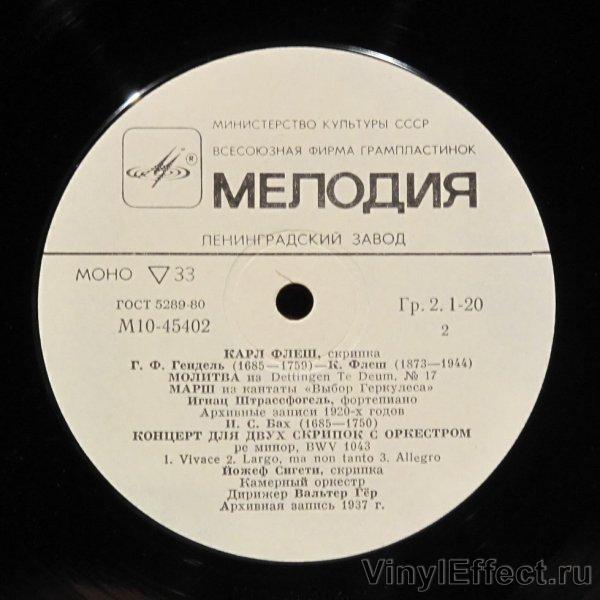 МИНИСТЕРСТВО КУЛЬТУРЫ СССР
ВСЕСОЮЗНАЯ ФИРМА ГРАМПЛАСТИНОК
®
МЕЛОДИЯ
ЛЕНИНГРАДСКИЙ ЗАВОД
МОНО ▽ 33
ГОСТ 5289-80
Гр. 2. 1-20
М10-45402
2
КАРЛ ФЛЕШ, скрипка
Г. Ф. Гендель (1685—1759)—К. Флеш (1873—1944)
МОЛИТВА из Dettingen Te Deum, № 17
МАРШ из кантаты «Выбор Геркулеса»
Игнац Штрассфогель, фортепиано
Архивные записи 1920-х годов
И. С. Бах (1685—1750)
КОНЦЕРТ ДЛЯ ДВУХ СКРИПОК С ОРКЕСТРОМ
ре минор, BWV 1043
1. Vivace 2. Largo, ma non tanto 3. Allegro
Йожеф Сигети, скрипка
Камерный оркестр
Дирижер Вальтер Гёр
Архивная запись 1937 г.
VinylEffect.ru